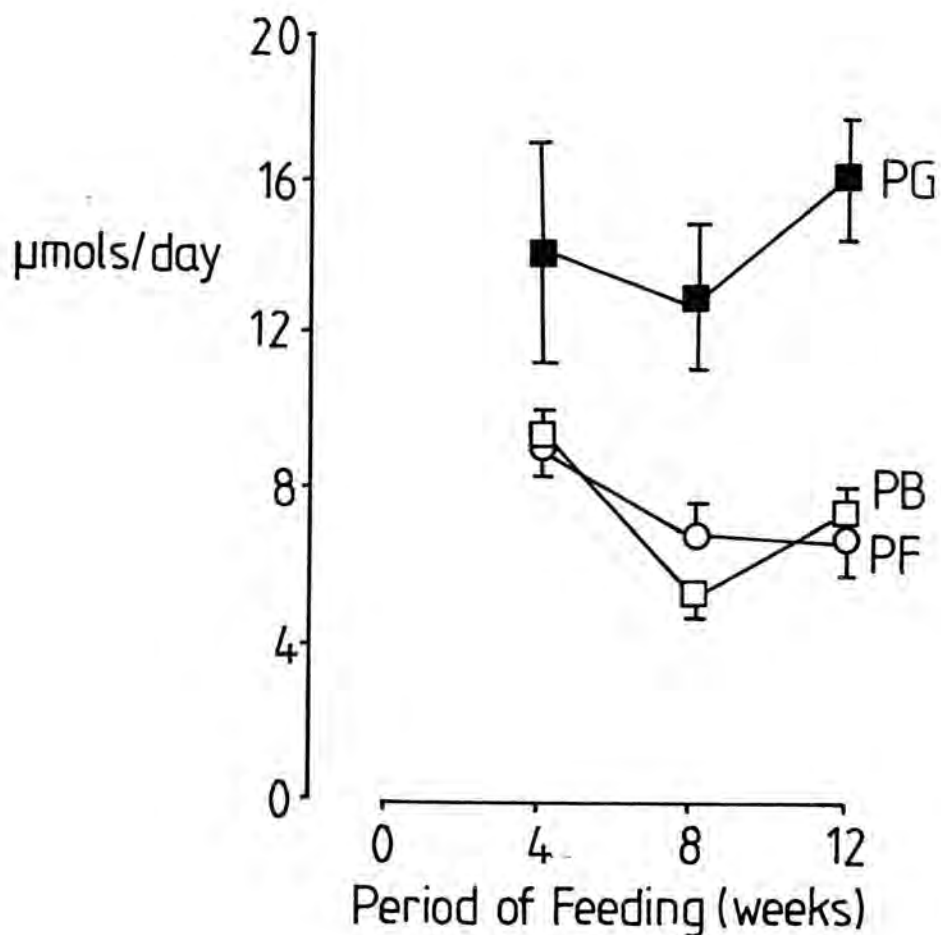 20
16
µmols/day
12
8
4
0
PG
PB
PF
0 4 8 12
Period of Feeding (weeks)